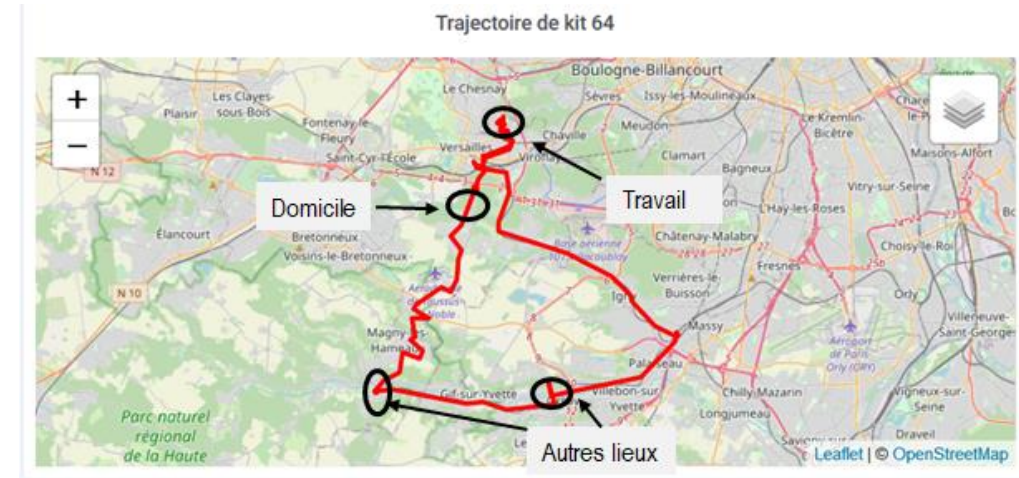 Trajectoire de kit 64
+
−
Boulogne-Billancourt
Le Chesnay
Sèvres
Issy-les-Moulineaux
Les Clayes-
sous-Bois
Plaisir
Fontenay-le-
Fleury
Chaville
Meudon
Le Kremlin-
Bicêtre
Versailles
Viroflay
Saint-Cyr-l'École
Clamart
Maisons-Alfort
N 12
Bagneux
Travail
Domicile
Vitry-sur-Seine
L'Haÿ-les-Roses
Élancourt
Bretonneux
Voisins-le-Bretonneux
Base aérienne
Châtenay-Malabry
Choisy-le-Roi
Fresnes
Verrières-le-
Buisson
N 10
Igny
Orly
Villeneuve-
Saint-George
Magny-les-
Hameaux
Massy
Aéroport
de Paris
Orly (ORY)
Palaiseau
Gif-sur-Yvette
Villebon-sur-
Yvette
Chilly-Mazarin
Vigneux-sur-
Seine
Longjumeau
Parc naturel
régional
de la Haute
Autres lieux
Draveil
Leaflet | © OpenStreetMap